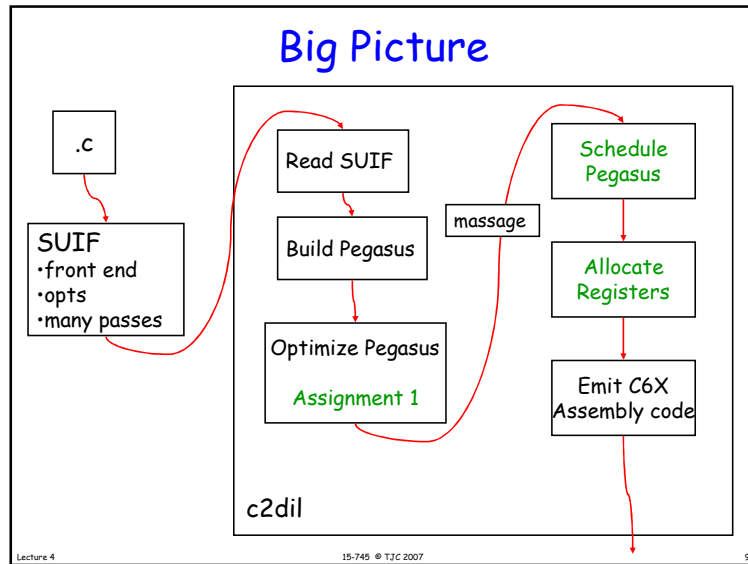 Big Picture
.c
SUIF
•front end
•opts
•many passes
Read SUIF
Build Pegasus
Optimize Pegasus
Assignment 1
massage
Schedule
Pegasus
Allocate
Registers
Emit C6X
Assembly code
c2dil
Lecture 4
15-745 © TJC 2007
9